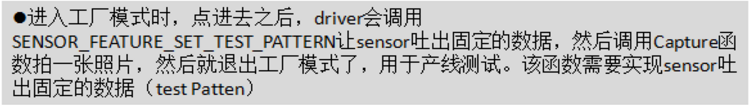 ●进入工厂模式时，点进去之后，driver会调用
SENSOR_FEATURE_SET_TEST_PATTERN让sensor吐出固定的数据，然后调用Capture函
数拍一张照片，然后就退出工厂模式了，用于产线测试。该函数需要实现sensor吐
出固定的数据（test Patten）